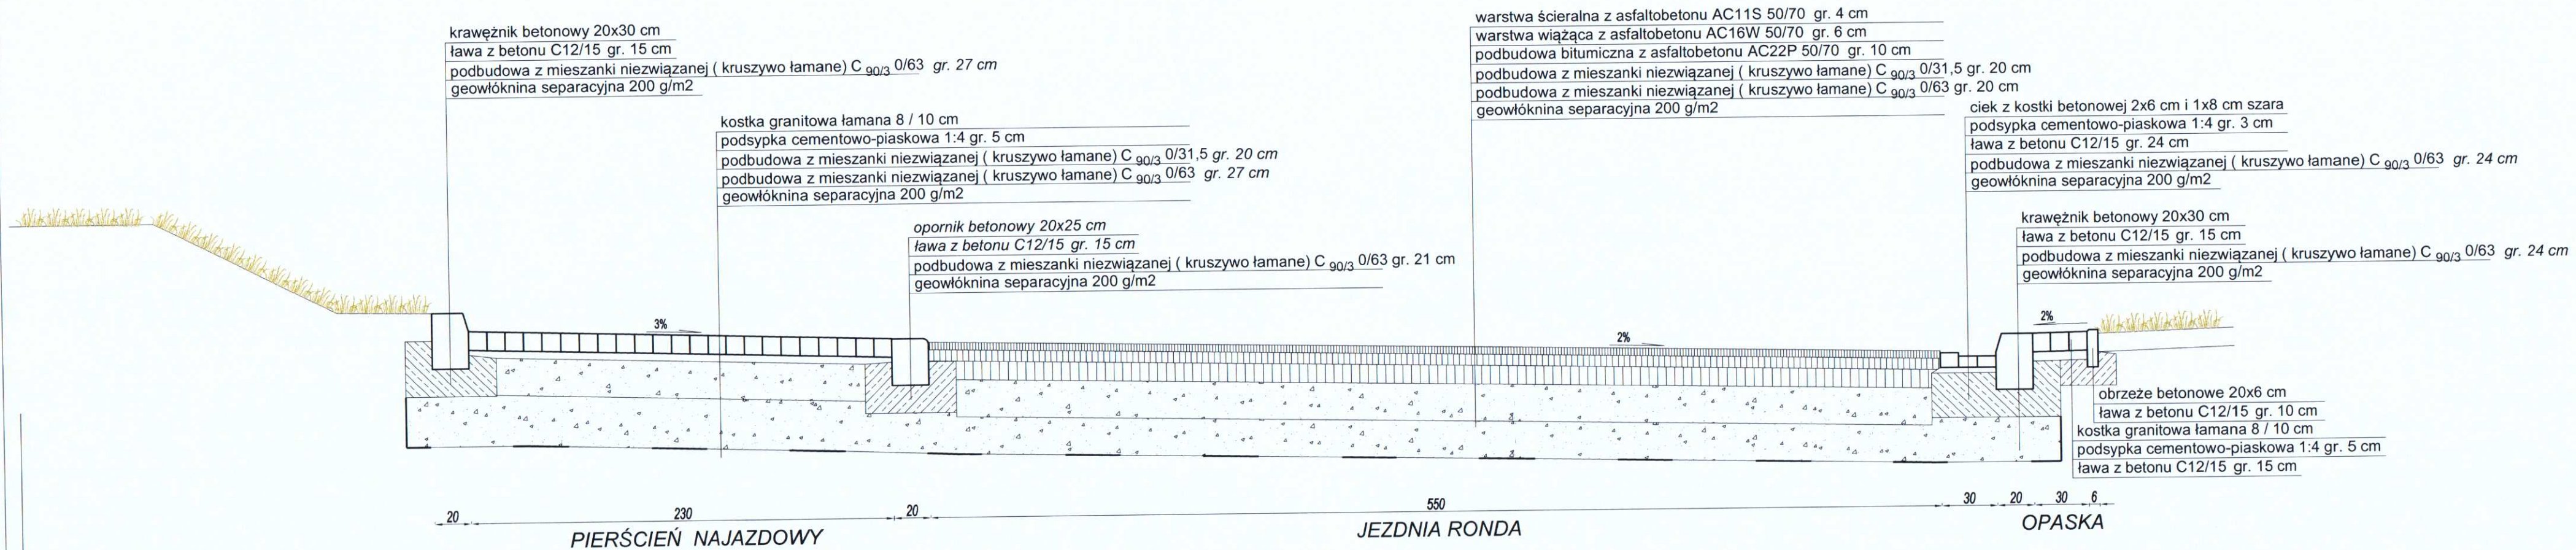 krawężnik betonowy 20x30 cm
ława z betonu C12/15 gr. 15 cm
podbudowa z mieszanki niezwiązanej ( kruszywo łamane) C 90/3 0/63 gr. 27 cm
geowłóknina separacyjna 200 g/m2
kostka granitowa łamana 8 / 10 cm
podsypka cementowo-piaskowa 1:4 gr. 5 cm
podbudowa z mieszanki niezwiązanej ( kruszywo łamane) C 90/3 0/31,5 gr. 20 cm
podbudowa z mieszanki niezwiązanej ( kruszywo łamane) C 90/3 0/63 gr. 27 cm
geowłóknina separacyjna 200 g/m2
opornik betonowy 20x25 cm
ława z betonu C12/15 gr. 15 cm
podbudowa z mieszanki niezwiązanej ( kruszywo łamane) C 90/3 0/63 gr. 21 cm
geowłóknina separacyjna 200 g/m2
warstwa ścieralna z asfaltobetonu AC11S 50/70 gr. 4 cm
warstwa wiążąca z asfaltobetonu AC16W 50/70 gr. 6 cm
podbudowa bitumiczna z asfaltobetonu AC22P 50/70 gr. 10 cm
podbudowa z mieszanki niezwiązanej ( kruszywo łamane) C 90/3 0/31,5 gr. 20 cm
podbudowa z mieszanki niezwiązanej ( kruszywo łamane) C 90/3 0/63 gr. 20 cm
geowłóknina separacyjna 200 g/m2
ciek z kostki betonowej 2x6 cm i 1x8 cm szara
podsypka cementowo-piaskowa 1:4 gr. 3 cm
ława z betonu C12/15 gr. 24 cm
podbudowa z mieszanki niezwiązanej ( kruszywo łamane) C 90/3 0/63 gr. 24 cm
geowłóknina separacyjna 200 g/m2
krawężnik betonowy 20x30 cm
ława z betonu C12/15 gr. 15 cm
podbudowa z mieszanki niezwiązanej ( kruszywo łamane) C 90/3 0/63 gr. 24 cm
geowłóknina separacyjna 200 g/m2
3%
2%
2%
obrzeże betonowe 20x6 cm
ława z betonu C12/15 gr. 10 cm
kostka granitowa łamana 8 / 10 cm
podsypka cementowo-piaskowa 1:4 gr. 5 cm
ława z betonu C12/15 gr. 15 cm
20 230 20 550 30 20 30 6
PIERŚCIEŃ NAJAZDOWY
JEZDNIA RONDA
OPASKA